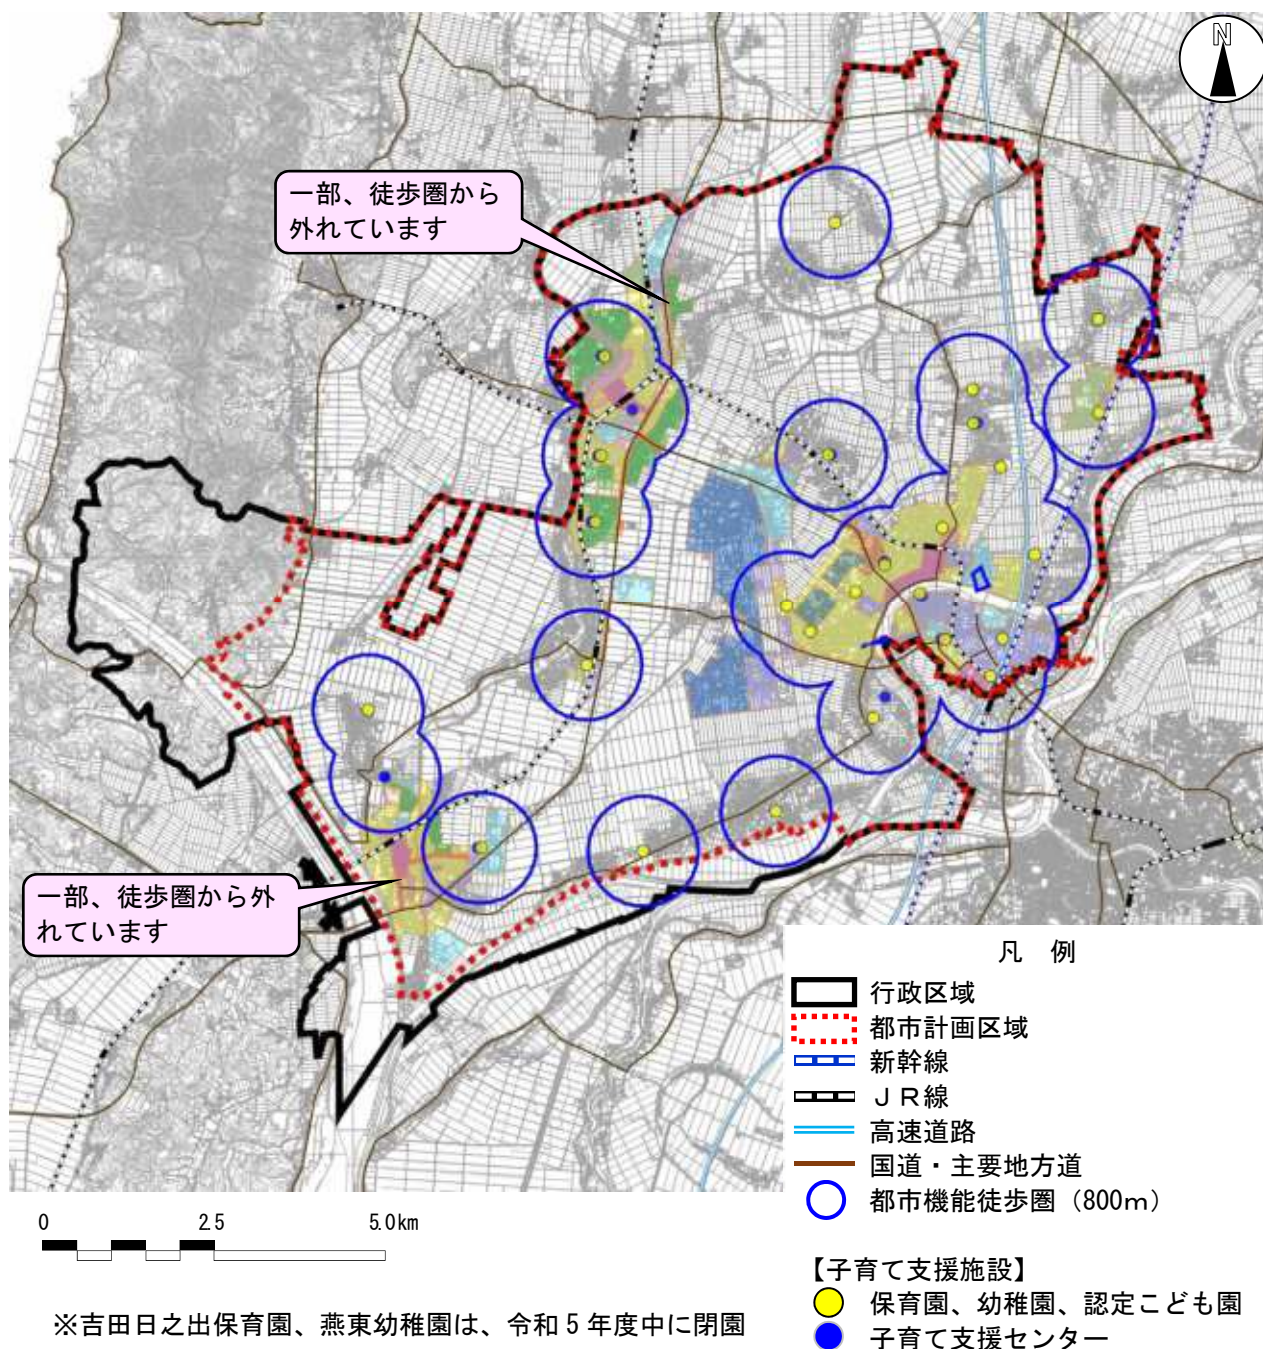 N
一部、徒歩圏から
外れています
一部、徒歩圏から外
れています
凡 例
行政区域
都市計画区域
新幹線
ＪＲ線
高速道路
国道・主要地方道
都市機能徒歩圏（800ｍ）
【子育て支援施設】
保育園、幼稚園、認定こども園
子育て支援センター
0 2.5 5.0km
※吉田日之出保育園、燕東幼稚園は、令和５年度中に閉園